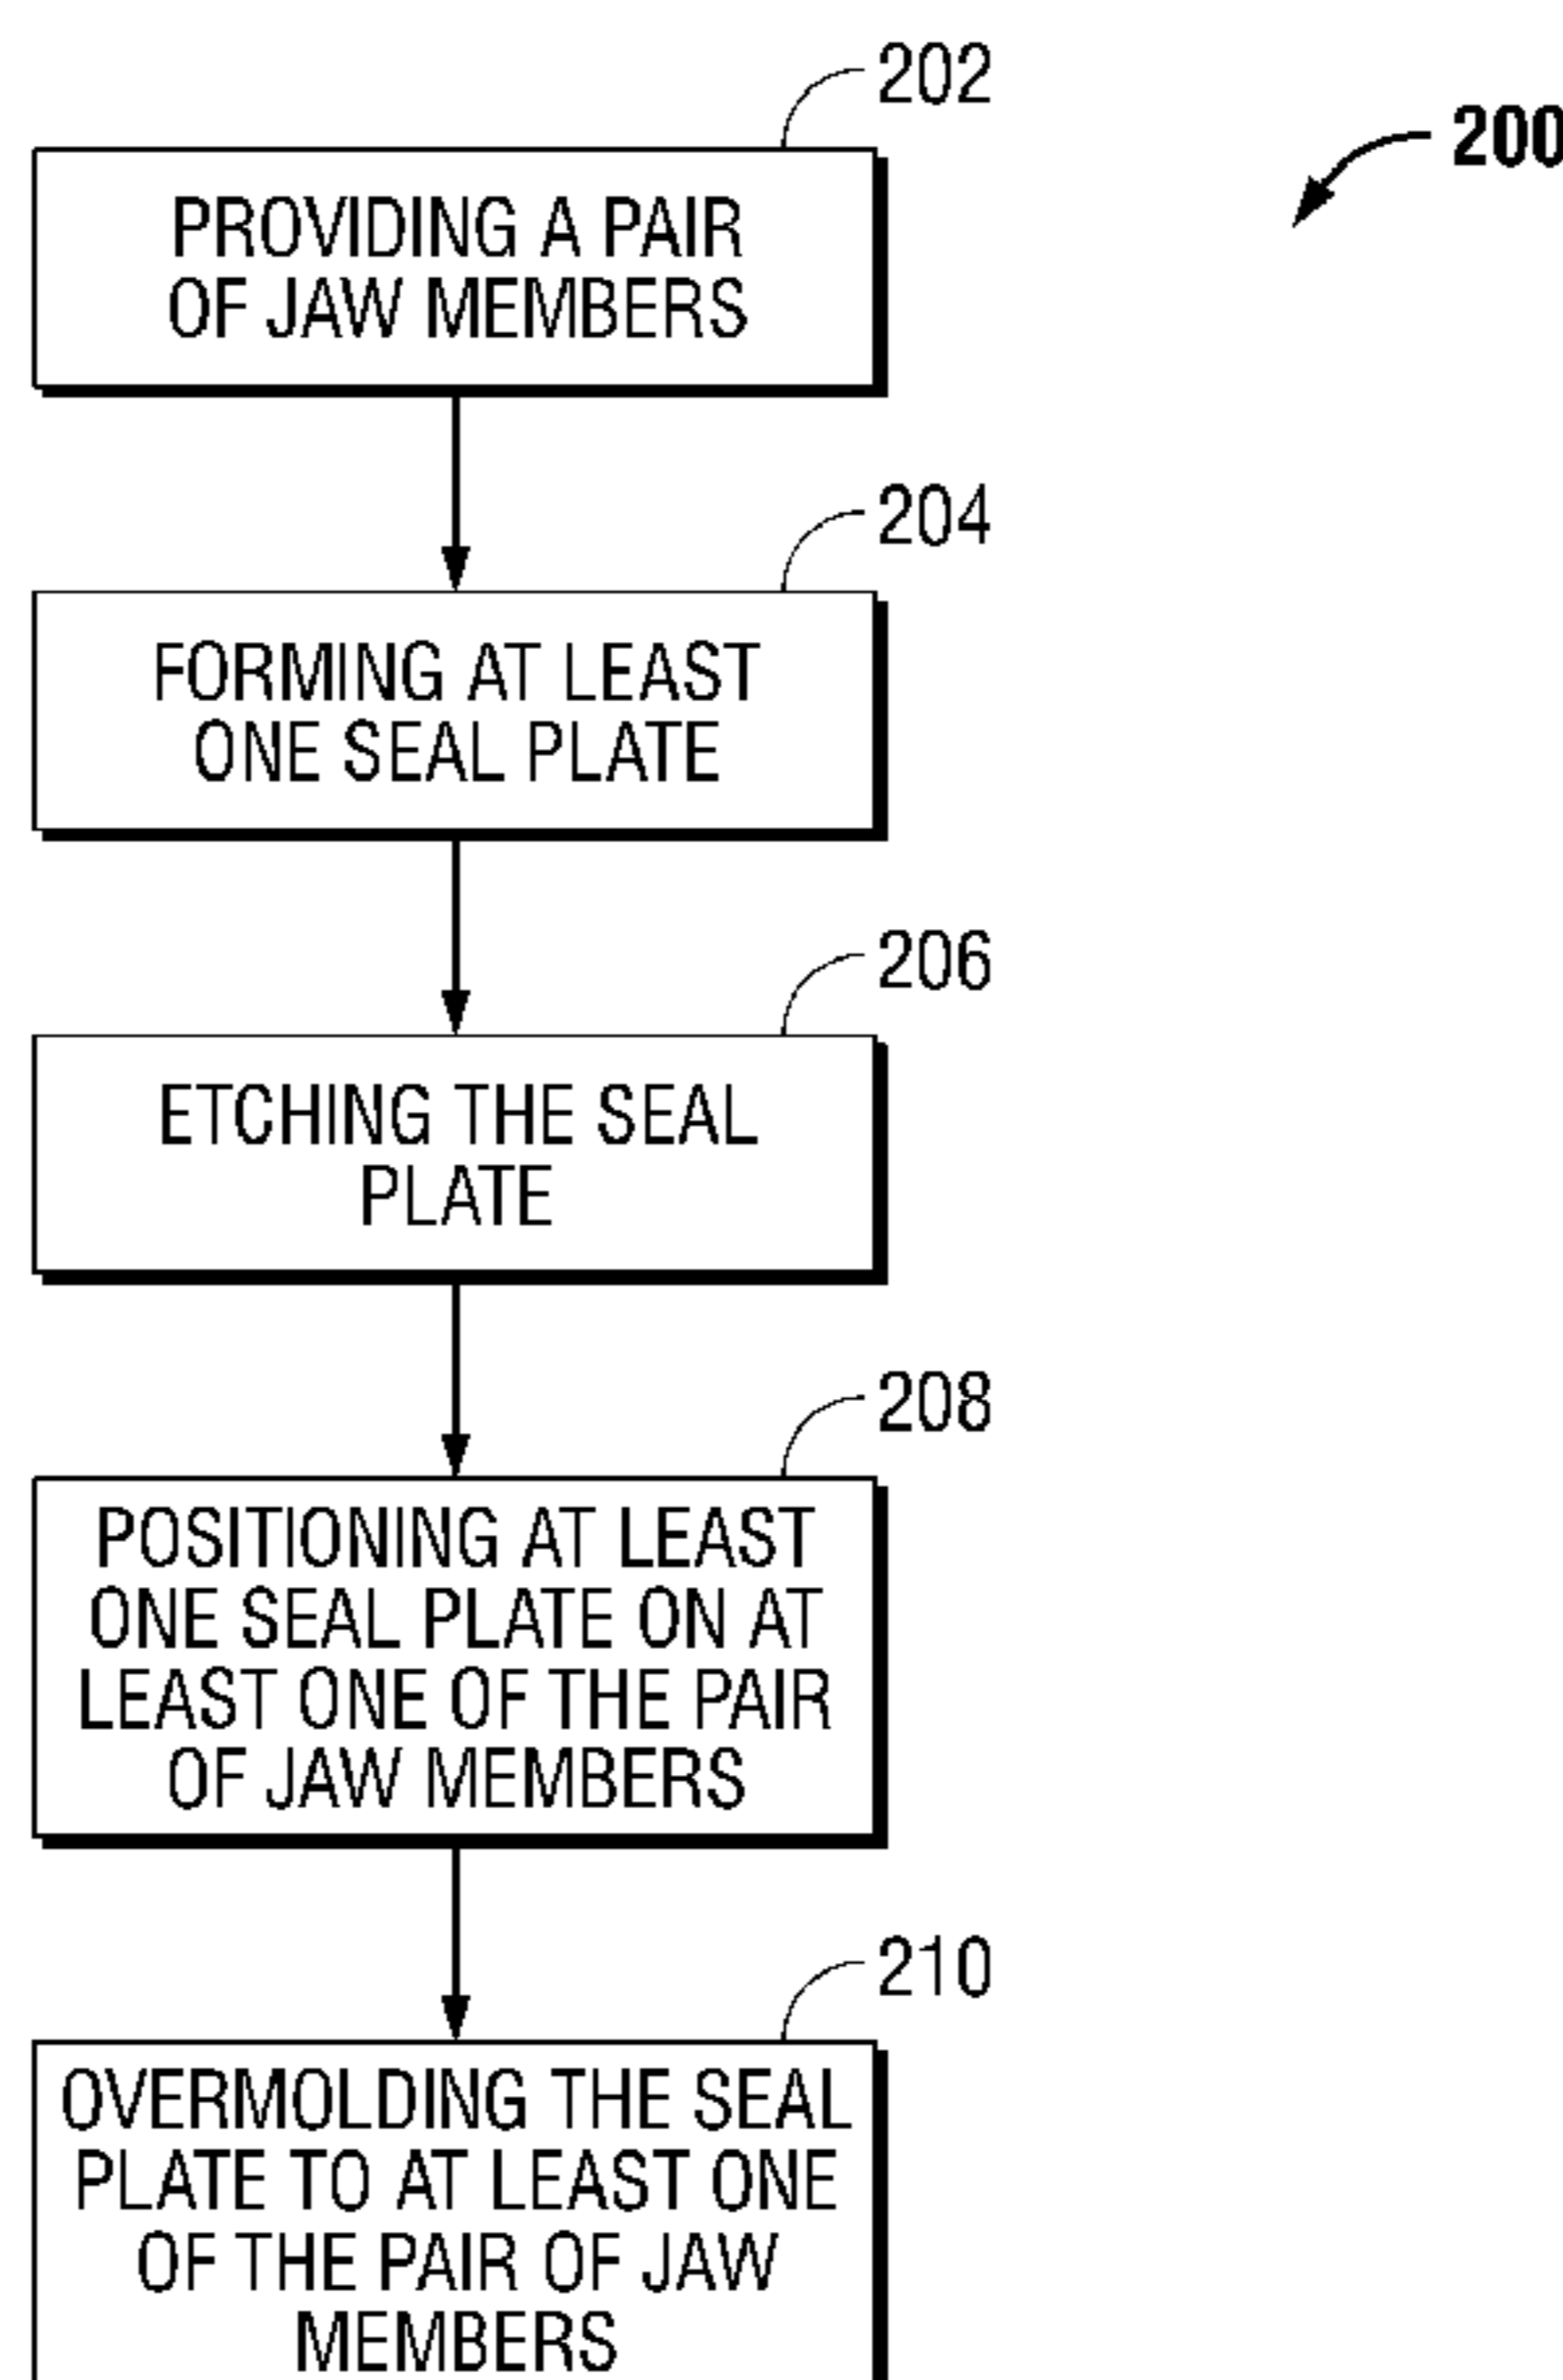 202
200
PROVIDING A PAIR
OF JAW MEMBERS
204
FORMING AT LEAST
ONE SEAL PLATE
206
ETCHING THE SEAL
PLATE
208
POSITIONING AT LEAST
ONE SEAL PLATE ON AT
LEAST ONE OF THE PAIR
OF JAW MEMBERS
210
OVERMOLDING THE SEAL
PLATE TO AT LEAST ONE
OF THE PAIR OF JAW
MEMBERS